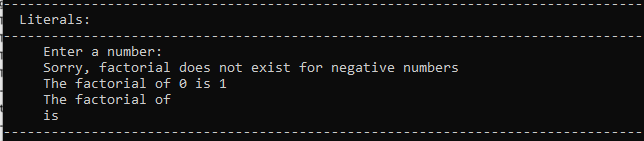 Literals:
Enter a number:
Sorry, factorial does not exist for negative numbers
The factorial of 0 is 1
The factorial of
is